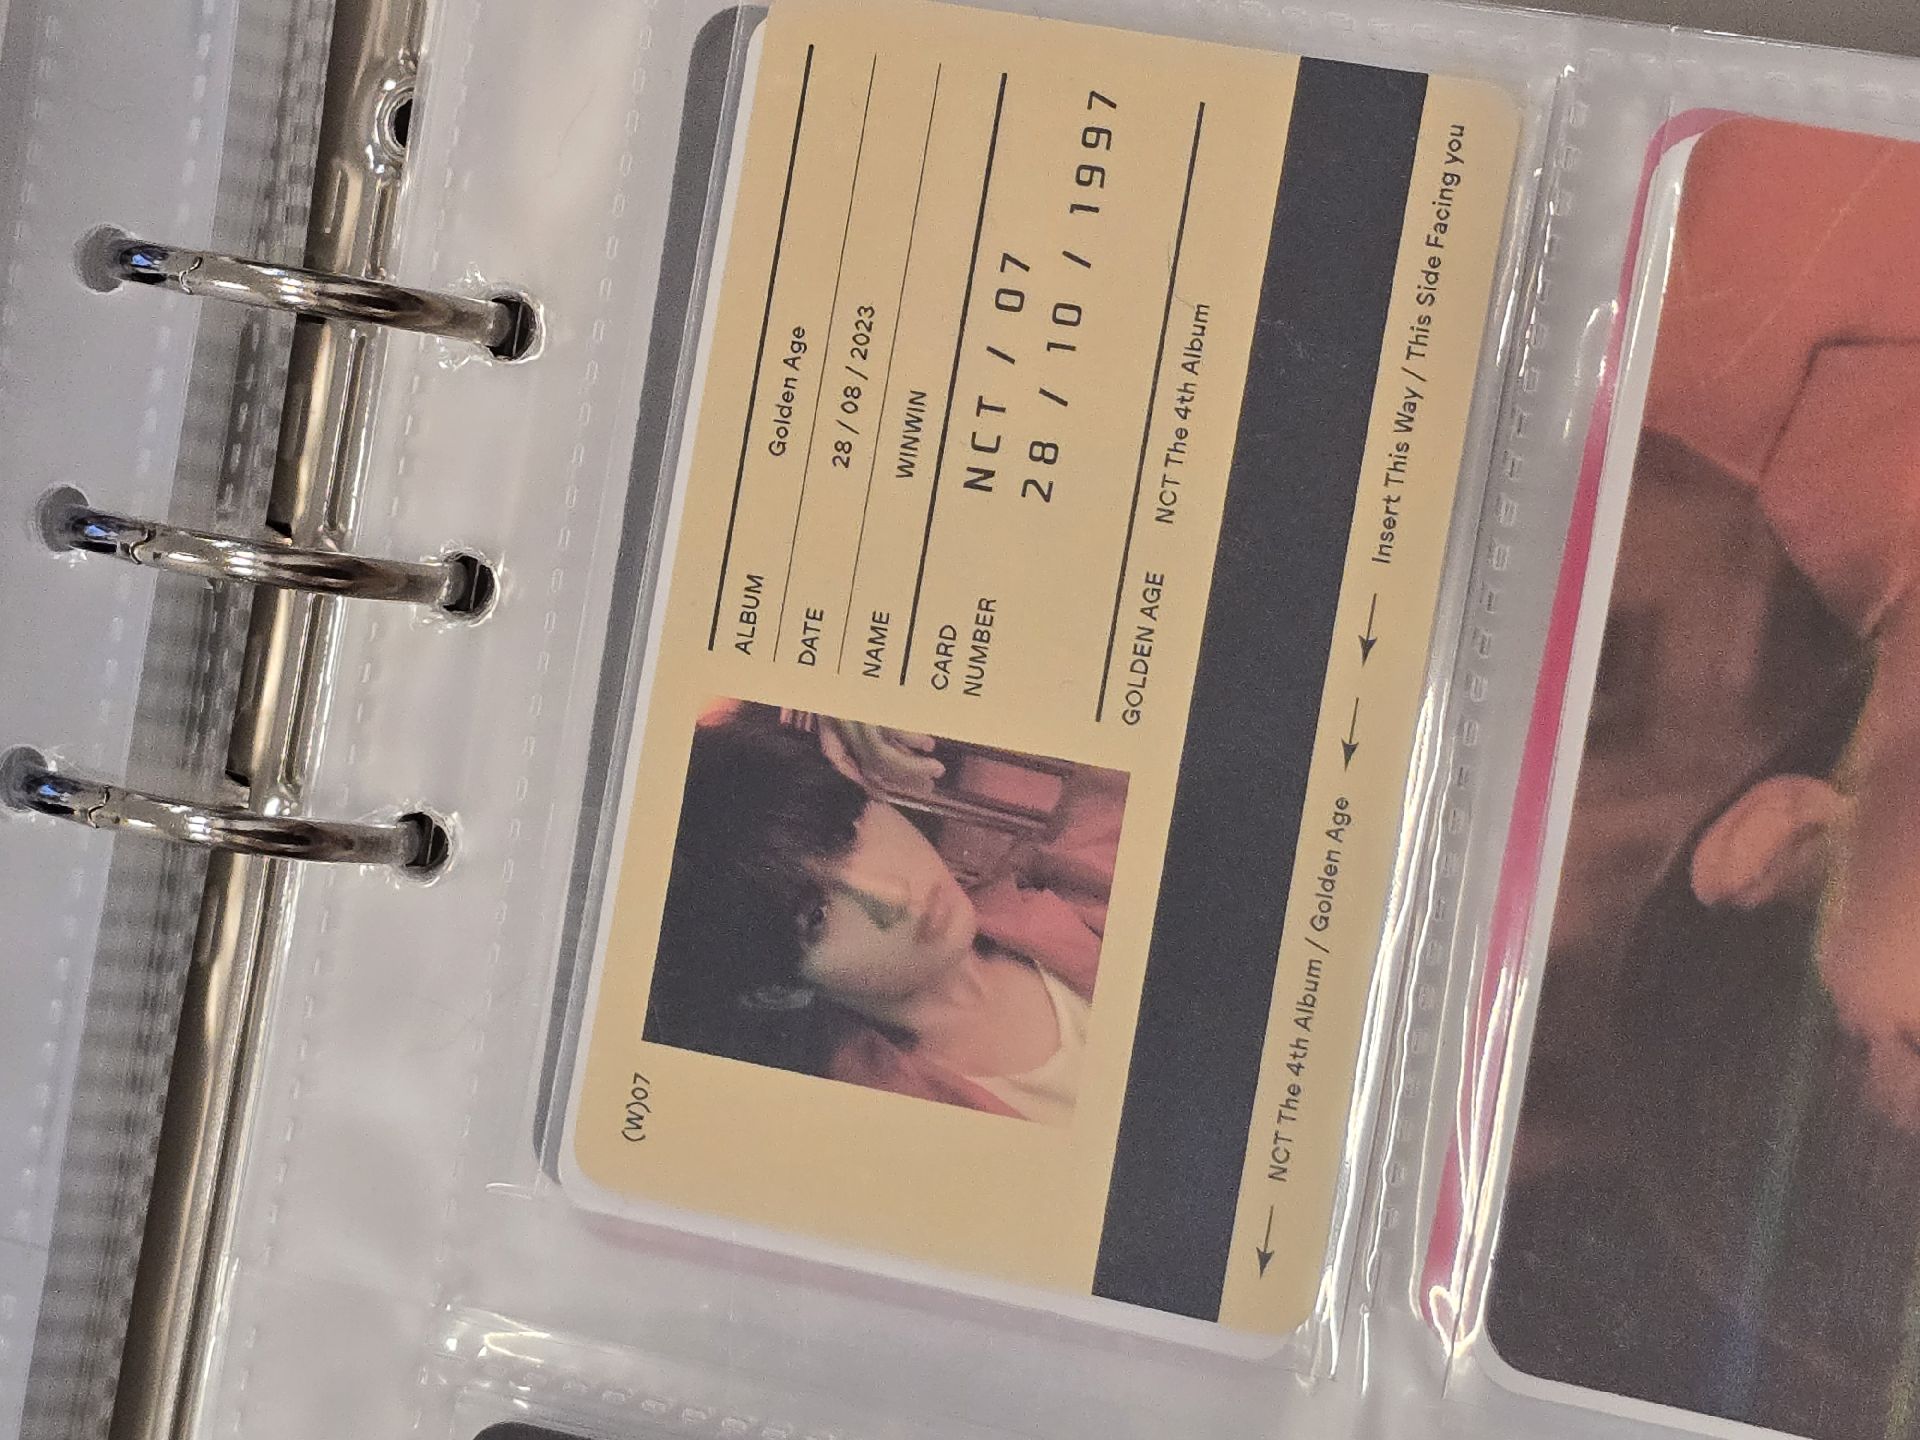 (W)07
ALBUM Golden Age
DATE 28 / 08 / 2023
NAME WINWIN
CARD NUMBER NCT / 07
28 / 10 / 1997
GOLDEN AGE NCT The 4th Album
← NCT The 4th Album / Golden Age ← ← Insert This Way / This Side Facing you